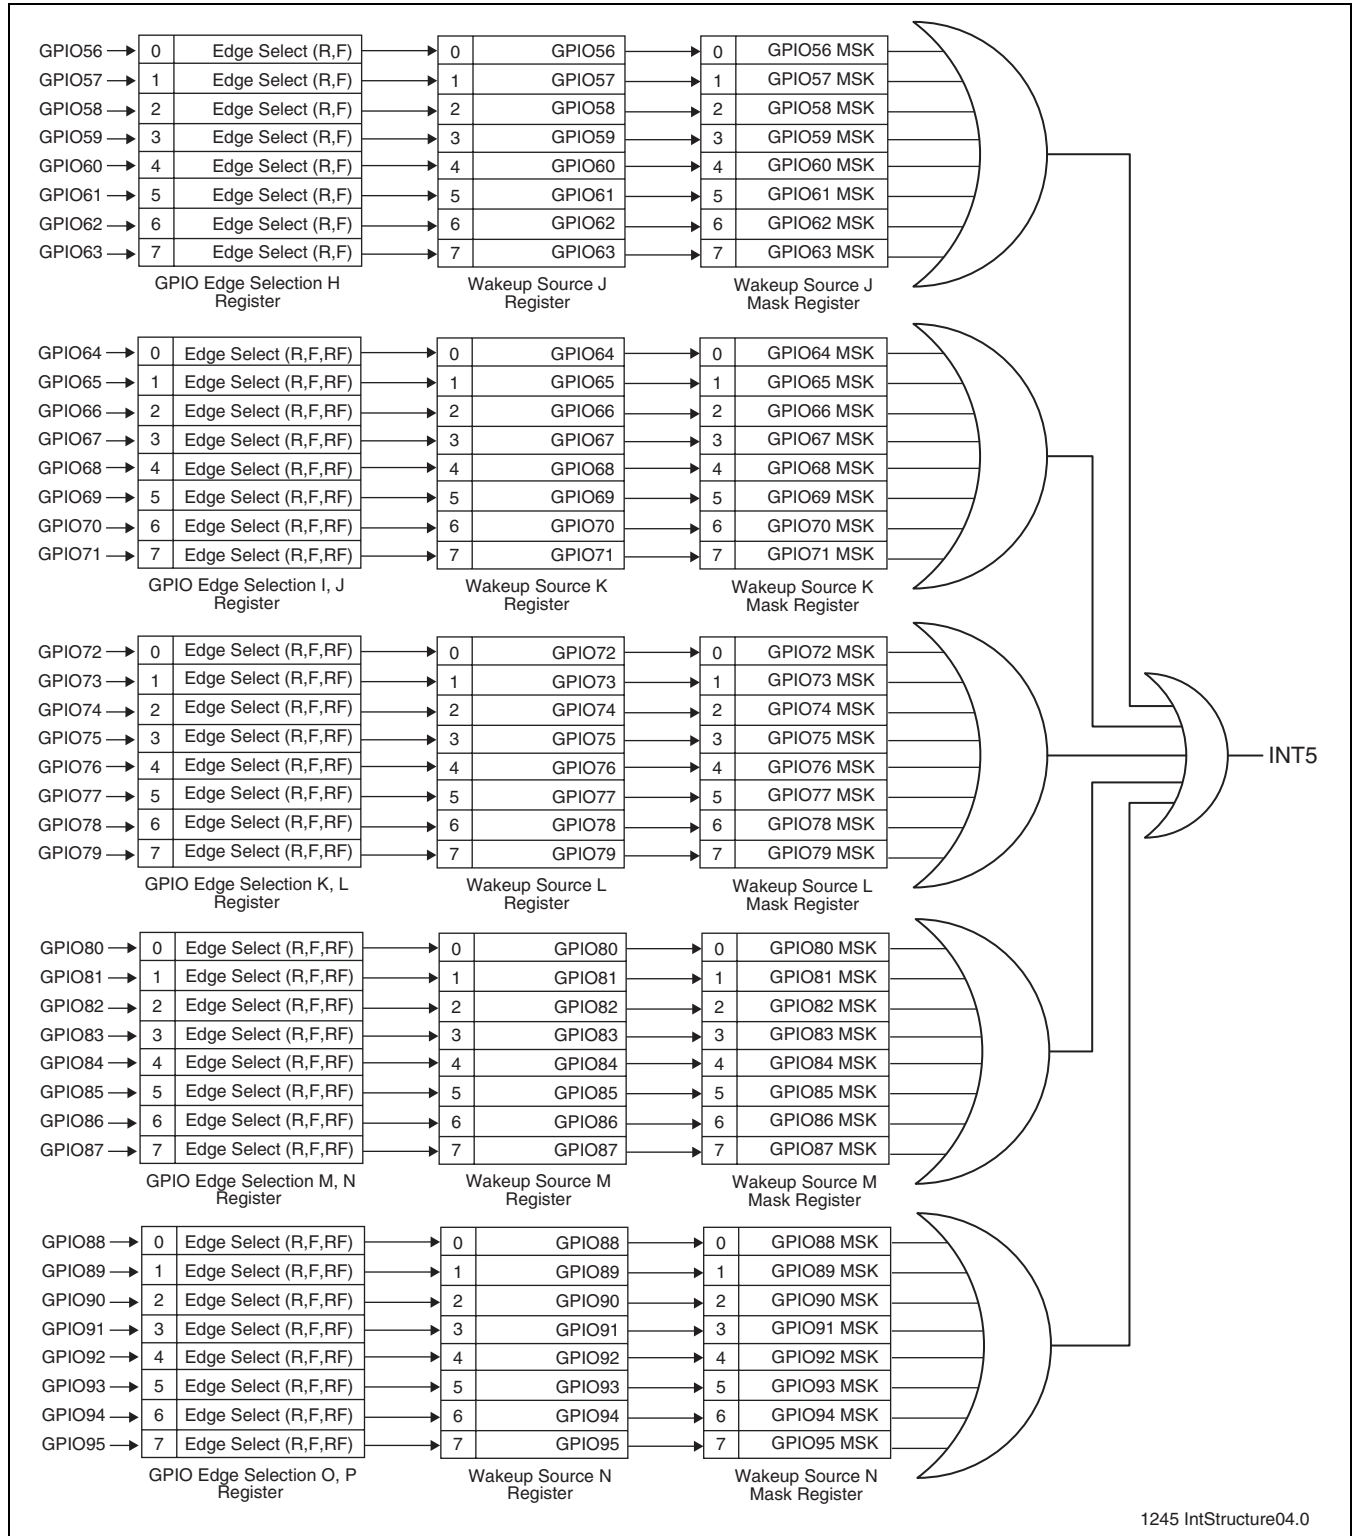 GPIO56 0 Edge Select (R,F) 0 GPIO56 0 GPIO56 MSK
GPIO57 1 Edge Select (R,F) 1 GPIO57 1 GPIO57 MSK
GPIO58 2 Edge Select (R,F) 2 GPIO58 2 GPIO58 MSK
GPIO59 3 Edge Select (R,F) 3 GPIO59 3 GPIO59 MSK
GPIO60 4 Edge Select (R,F) 4 GPIO60 4 GPIO60 MSK
GPIO61 5 Edge Select (R,F) 5 GPIO61 5 GPIO61 MSK
GPIO62 6 Edge Select (R,F) 6 GPIO62 6 GPIO62 MSK
GPIO63 7 Edge Select (R,F) 7 GPIO63 7 GPIO63 MSK
GPIO Edge Selection H Wakeup Source J Wakeup Source J
Register Register Mask Register
GPIO64 0 Edge Select (R,F,RF) 0 GPIO64 0 GPIO64 MSK
GPIO65 1 Edge Select (R,F,RF) 1 GPIO65 1 GPIO65 MSK
GPIO66 2 Edge Select (R,F,RF) 2 GPIO66 2 GPIO66 MSK
GPIO67 3 Edge Select (R,F,RF) 3 GPIO67 3 GPIO67 MSK
GPIO68 4 Edge Select (R,F,RF) 4 GPIO68 4 GPIO68 MSK
GPIO69 5 Edge Select (R,F,RF) 5 GPIO69 5 GPIO69 MSK
GPIO70 6 Edge Select (R,F,RF) 6 GPIO70 6 GPIO70 MSK
GPIO71 7 Edge Select (R,F,RF) 7 GPIO71 7 GPIO71 MSK
GPIO Edge Selection I, J Wakeup Source K Wakeup Source K
Register Register Mask Register
GPIO72 0 Edge Select (R,F,RF) 0 GPIO72 0 GPIO72 MSK
GPIO73 1 Edge Select (R,F,RF) 1 GPIO73 1 GPIO73 MSK
GPIO74 2 Edge Select (R,F,RF) 2 GPIO74 2 GPIO74 MSK
GPIO75 3 Edge Select (R,F,RF) 3 GPIO75 3 GPIO75 MSK
INT5
GPIO76 4 Edge Select (R,F,RF) 4 GPIO76 4 GPIO76 MSK
GPIO77 5 Edge Select (R,F,RF) 5 GPIO77 5 GPIO77 MSK
GPIO78 6 Edge Select (R,F,RF) 6 GPIO78 6 GPIO78 MSK
GPIO79 7 Edge Select (R,F,RF) 7 GPIO79 7 GPIO79 MSK
GPIO Edge Selection K, L Wakeup Source L Wakeup Source L
Register Register Mask Register
GPIO80 0 Edge Select (R,F,RF) 0 GPIO80 0 GPIO80 MSK
GPIO81 1 Edge Select (R,F,RF) 1 GPIO81 1 GPIO81 MSK
GPIO82 2 Edge Select (R,F,RF) 2 GPIO82 2 GPIO82 MSK
GPIO83 3 Edge Select (R,F,RF) 3 GPIO83 3 GPIO83 MSK
GPIO84 4 Edge Select (R,F,RF) 4 GPIO84 4 GPIO84 MSK
GPIO85 5 Edge Select (R,F,RF) 5 GPIO85 5 GPIO85 MSK
GPIO86 6 Edge Select (R,F,RF) 6 GPIO86 6 GPIO86 MSK
GPIO87 7 Edge Select (R,F,RF) 7 GPIO87 7 GPIO87 MSK
GPIO Edge Selection M, N Wakeup Source M Wakeup Source M
Register Register Mask Register
GPIO88 0 Edge Select (R,F,RF) 0 GPIO88 0 GPIO88 MSK
GPIO89 1 Edge Select (R,F,RF) 1 GPIO89 1 GPIO89 MSK
GPIO90 2 Edge Select (R,F,RF) 2 GPIO90 2 GPIO90 MSK
GPIO91 3 Edge Select (R,F,RF) 3 GPIO91 3 GPIO91 MSK
GPIO92 4 Edge Select (R,F,RF) 4 GPIO92 4 GPIO92 MSK
GPIO93 5 Edge Select (R,F,RF) 5 GPIO93 5 GPIO93 MSK
GPIO94 6 Edge Select (R,F,RF) 6 GPIO94 6 GPIO94 MSK
GPIO95 7 Edge Select (R,F,RF) 7 GPIO95 7 GPIO95 MSK
GPIO Edge Selection O, P Wakeup Source N Wakeup Source N
Register Register Mask Register
1245 IntStructure04.0